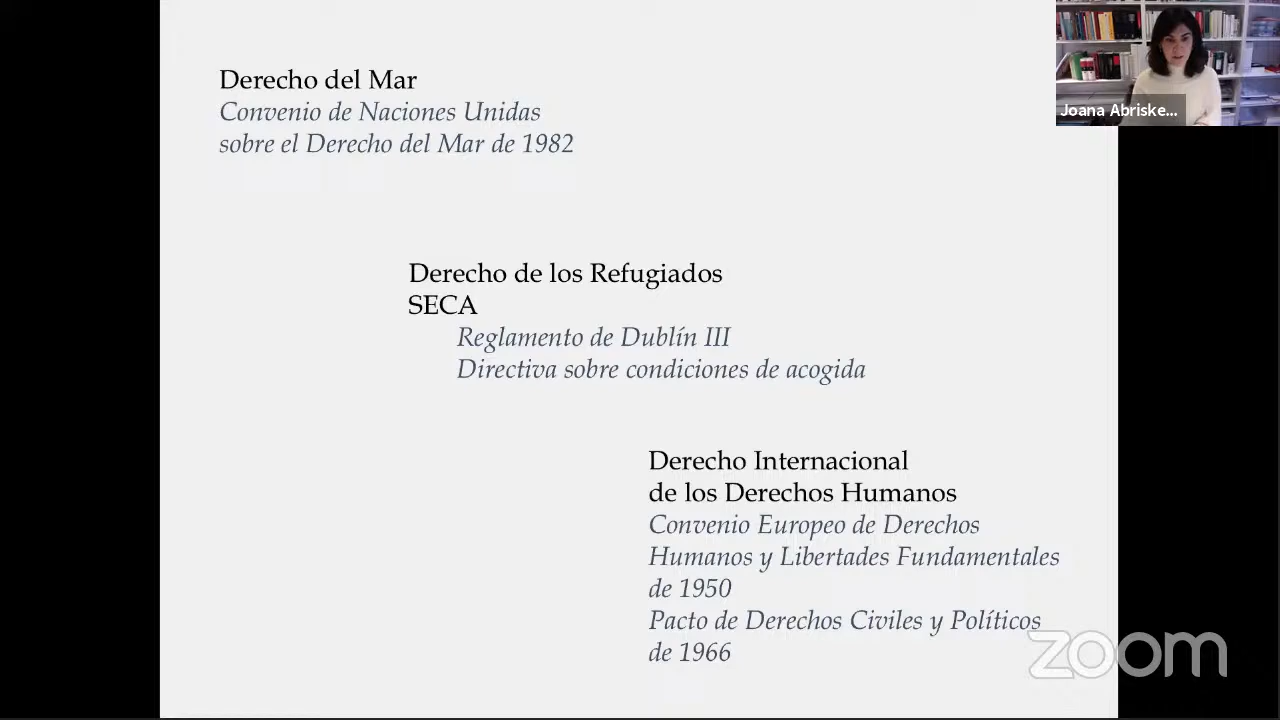 Derecho del Mar
Convenio de Naciones Unidas
sobre el Derecho del Mar de 1982
Joana Abriske...
Derecho de los Refugiados
SECA
Reglamento de Dublín III
Directiva sobre condiciones de acogida
Derecho Internacional
de los Derechos Humanos
Convenio Europeo de Derechos
Humanos y Libertades Fundamentales
de 1950
Pacto de Derechos Civiles y Políticos
de 1966
zoom